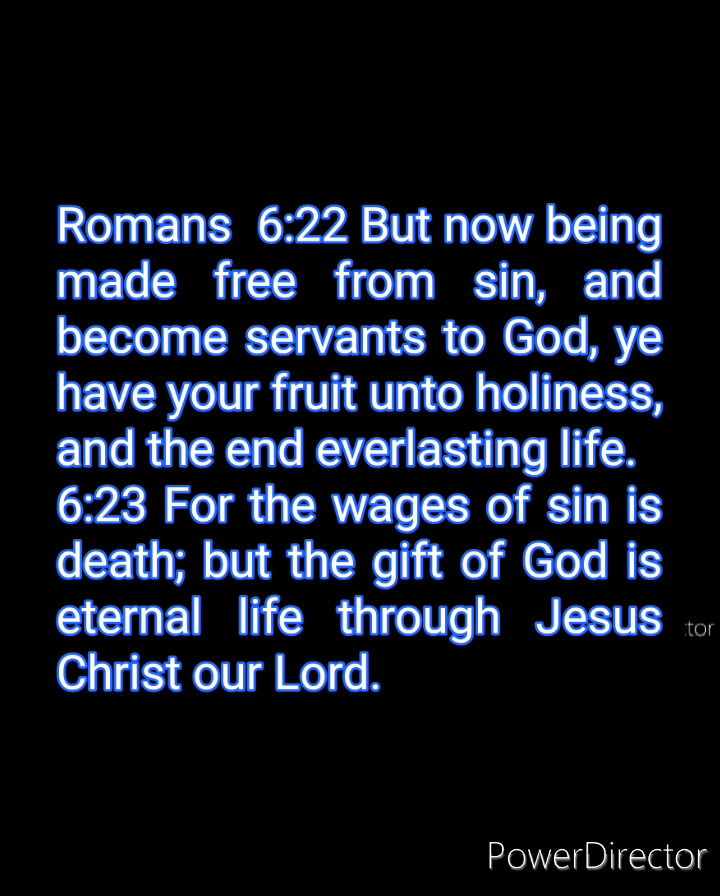 Romans  6:22 But now being
made free from sin, and
become servants to God, ye
have your fruit unto holiness,
and the end everlasting life.
6:23 For the wages of sin is
death; but the gift of God is
eternal life through Jesus
Christ our Lord.
tor
PowerDirector